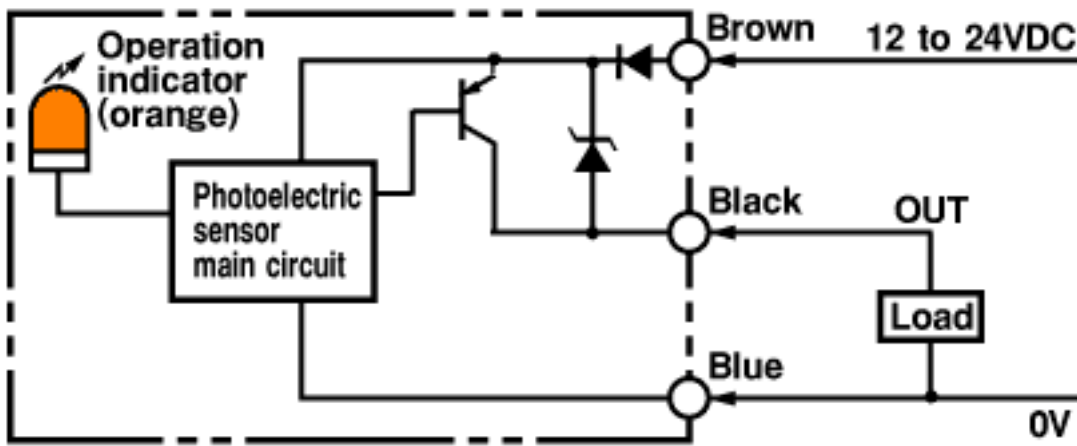 Operation
indicator
(orange)
Brown
12 to 24VDC
Photoelectric
sensor
main circuit
Black
OUT
Load
Blue
0V